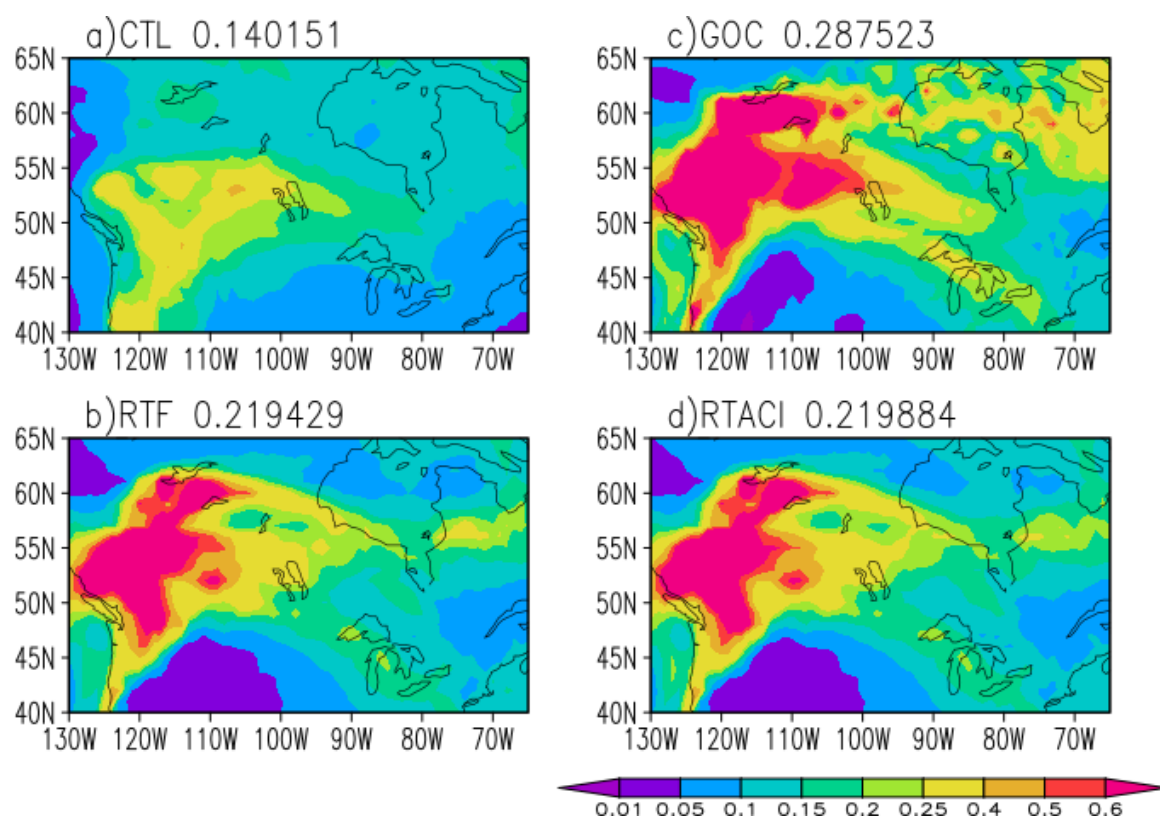 a)CTL 0.140151
65N
60N
55N
50N
45N
40N
130W 120W 110W 100W 90W 80W 70W
c)GOC 0.287523
65N
60N
55N
50N
45N
40N
130W 120W 110W 100W 90W 80W 70W
b)RTF 0.219429
65N
60N
55N
50N
45N
40N
130W 120W 110W 100W 90W 80W 70W
d)RTACI 0.219884
65N
60N
55N
50N
45N
40N
130W 120W 110W 100W 90W 80W 70W
0.01 0.05 0.1 0.15 0.2 0.25 0.4 0.5 0.6